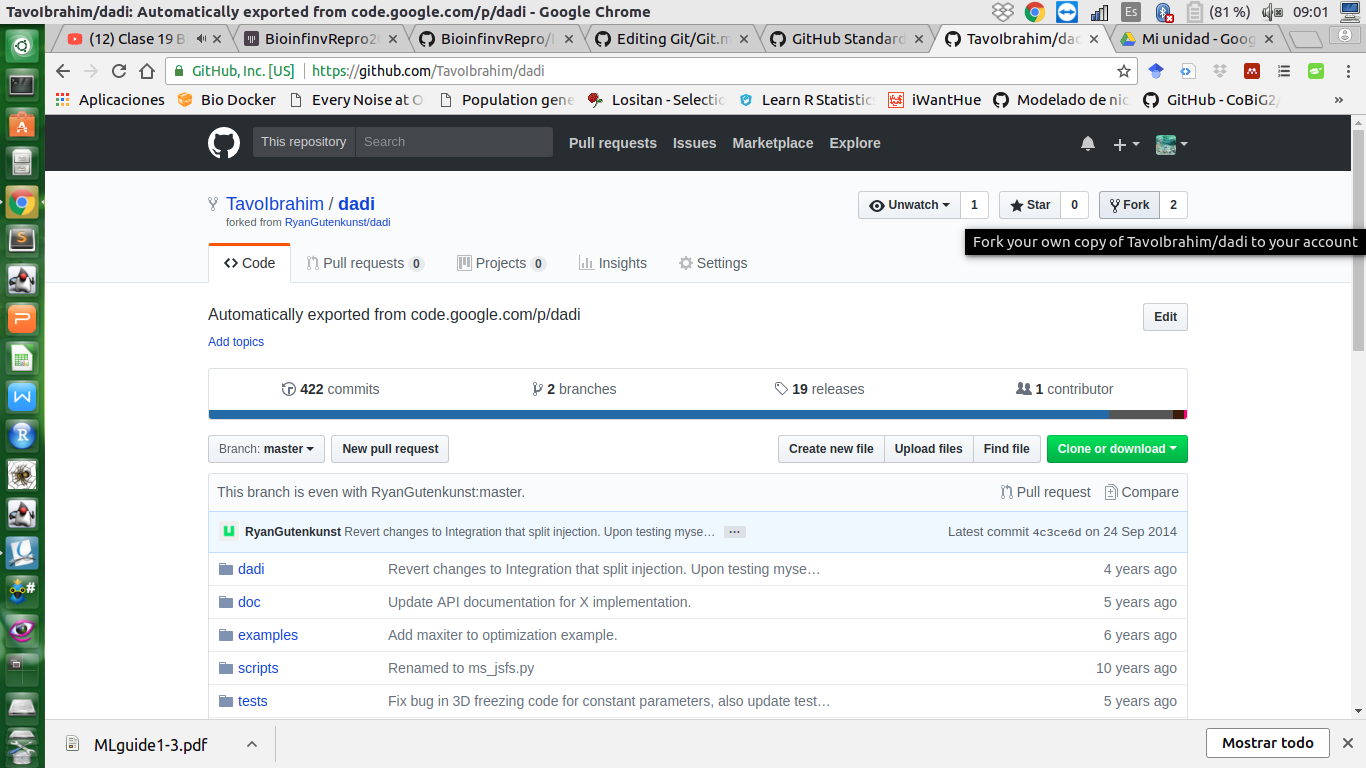 TavoIbrahim/dadi: Automatically exported from code.google.com/p/dadi - Google Chrome
Es (81 %) 09:01
(12) Clase 19 B
BioinfinvRepro20
BioinfinvRepro/
Editing Git/Git.m
GitHub Standard
TavoIbrahim/dad
Mi unidad - Goog
GitHub, Inc. [US] https://github.com/TavoIbrahim/dadi
Aplicaciones Bio Docker Every Noise at O Population gene Lositan - Selectio Learn R Statistics iWantHue Modelado de nic GitHub - CoBiG2/ »
This repository Search Pull requests Issues Marketplace Explore
TavoIbrahim / dadi Unwatch 1 Star 0 Fork 2
forked from RyanGutenkunst/dadi
Fork your own copy of TavoIbrahim/dadi to your account
Code Pull requests 0 Projects 0 Insights Settings
Automatically exported from code.google.com/p/dadi Edit
Add topics
422 commits 2 branches 19 releases 1 contributor
Branch: master New pull request Create new file Upload files Find file Clone or download
This branch is even with RyanGutenkunst:master. Pull request Compare
RyanGutenkunst Revert changes to Integration that split injection. Upon testing myse… … Latest commit 4c3ce6d on 24 Sep 2014
dadi Revert changes to Integration that split injection. Upon testing myse… 4 years ago
doc Update API documentation for X implementation. 5 years ago
examples Add maxiter to optimization example. 6 years ago
scripts Renamed to ms_jsfs.py 10 years ago
tests Fix bug in 3D freezing code for constant parameters, also update test… 5 years ago
MLguide1-3.pdf Mostrar todo